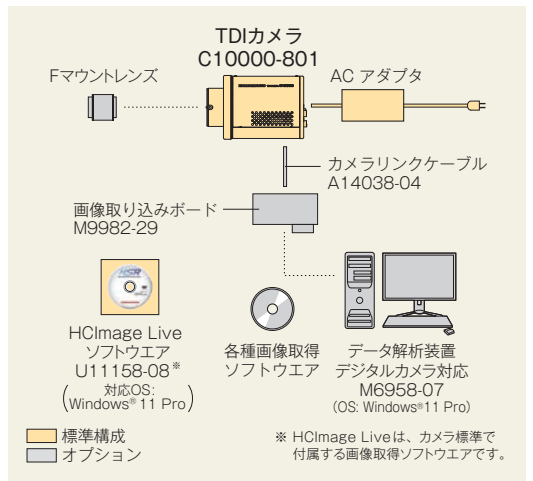 TDIカメラ
C10000-801
Fマウントレンズ
AC アダプタ
カメラリンクケーブル
A14038-04
画像取り込みボード
M9982-29
HCImage Live
ソフトウエア
U11158-08※
(対応OS:
Windows® 11 Pro)
各種画像取得
ソフトウエア
データ解析装置
デジタルカメラ対応
M6958-07
(OS: Windows®11 Pro)
標準構成
オプション
※ HCImage Liveは、カメラ標準で
付属する画像取得ソフトウエアです。